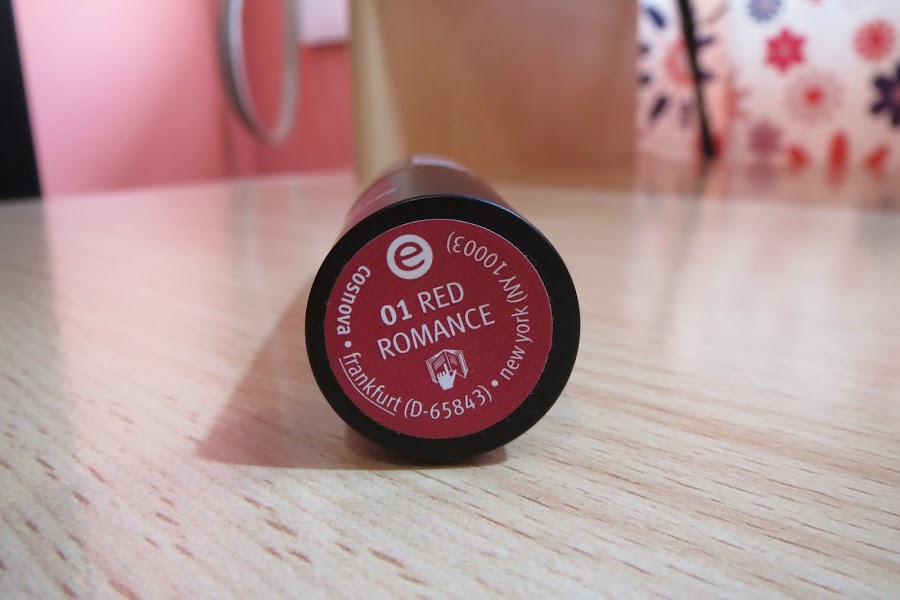 e
01 RED
ROMANCE
cosnova • frankfurt (D-65843) • new york (NY 10003)